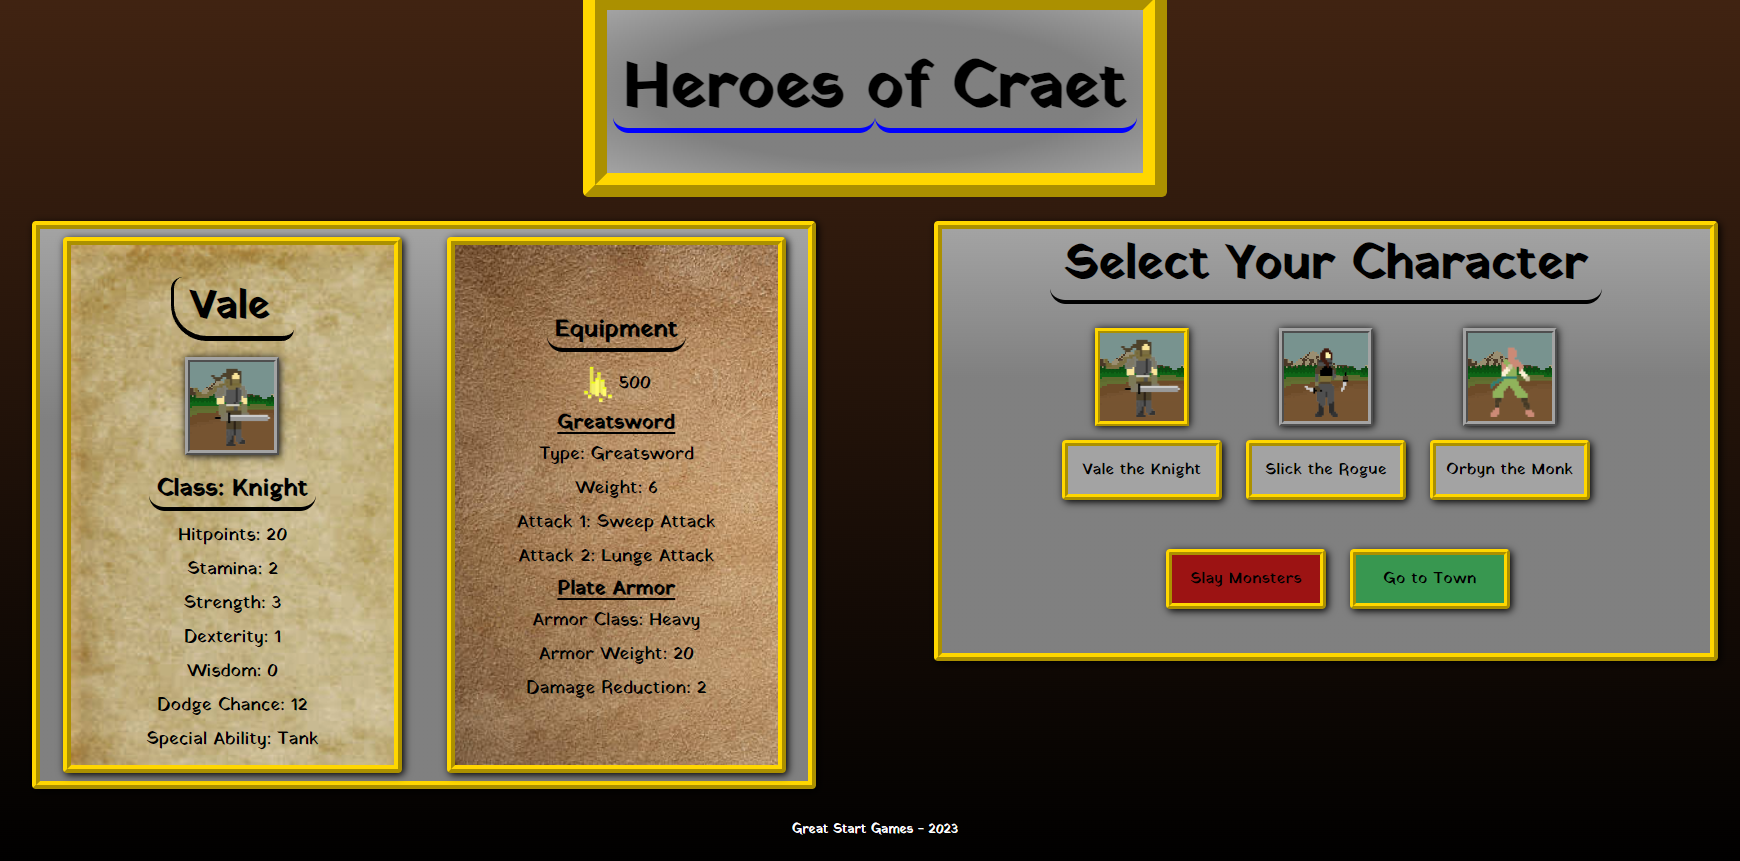 Heroes of Craet
Vale
Class: Knight
Hitpoints: 20
Stamina: 2
Strength: 3
Dexterity: 1
Wisdom: 0
Dodge Chance: 12
Special Ability: Tank
Equipment
500
Greatsword
Type: Greatsword
Weight: 6
Attack 1: Sweep Attack
Attack 2: Lunge Attack
Plate Armor
Armor Class: Heavy
Armor Weight: 20
Damage Reduction: 2
Select Your Character
Vale the Knight
Slick the Rogue
Orbyn the Monk
Slay Monsters
Go to Town
Great Start Games - 2023